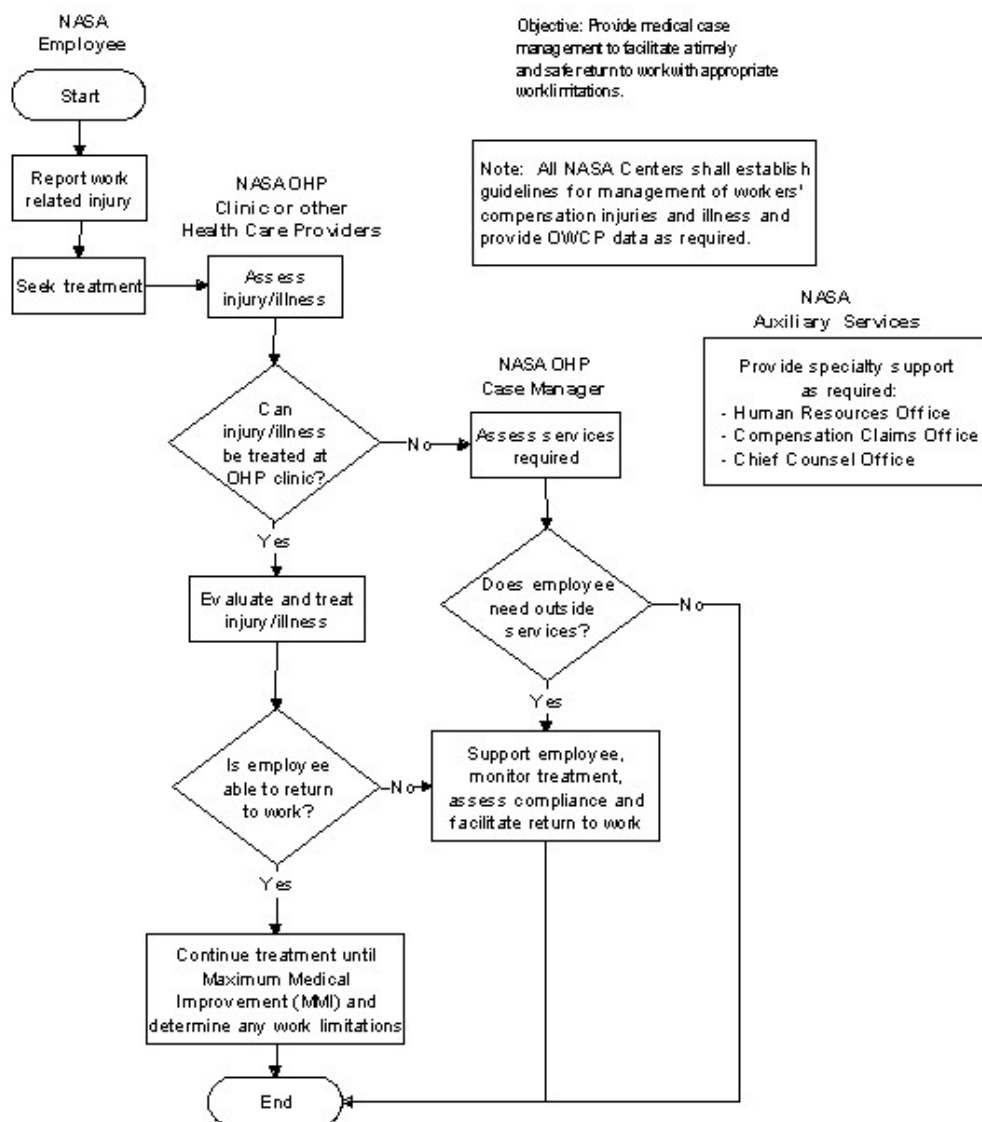 NASA
Employee
Start
Report work
related injury
Seek treatment
Objective: Provide medical case
management to facilitate a timely
and safe return to work with appropriate
work limitations.
Note: All NASA Centers shall establish
guidelines for management of workers'
compensation injuries and illness and
provide OWCP data as required.
NASA OHP
Clinic or other
Health Care Providers
Assess
injury/illness
Can
injury/illness
be treated at
OHP clinic?
No
Yes
NASA OHP
Case Manager
Assess services
required
NASA
Auxiliary Services
Provide specialty support
as required:
- Human Resources Office
- Compensation Claims Office
- Chief Counsel Office
Evaluate and treat
injury/illness
Does employee
need outside
services?
No
Yes
Is employee
able to return
to work?
No
Yes
Support employee,
monitor treatment,
assess compliance and
facilitate return to work
Continue treatment until
Maximum Medical
Improvement (MMI) and
determine any work limitations
End